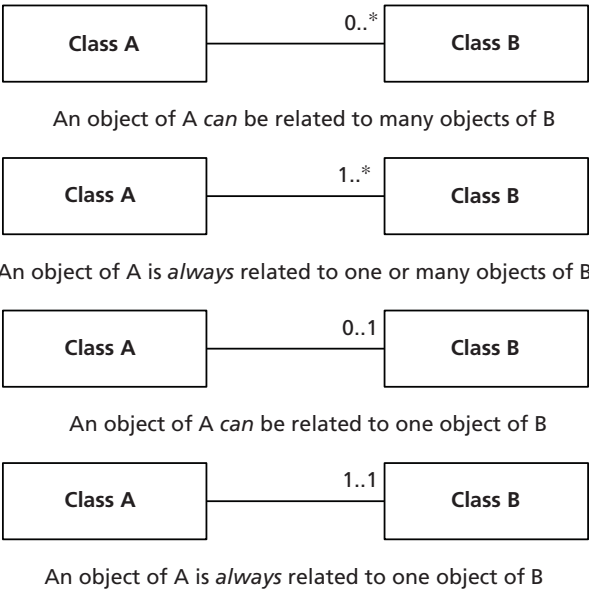 0..*
Class A Class B
An object of A can be related to many objects of B
1..*
Class A Class B
An object of A is always related to one or many objects of B
0..1
Class A Class B
An object of A can be related to one object of B
1..1
Class A Class B
An object of A is always related to one object of B